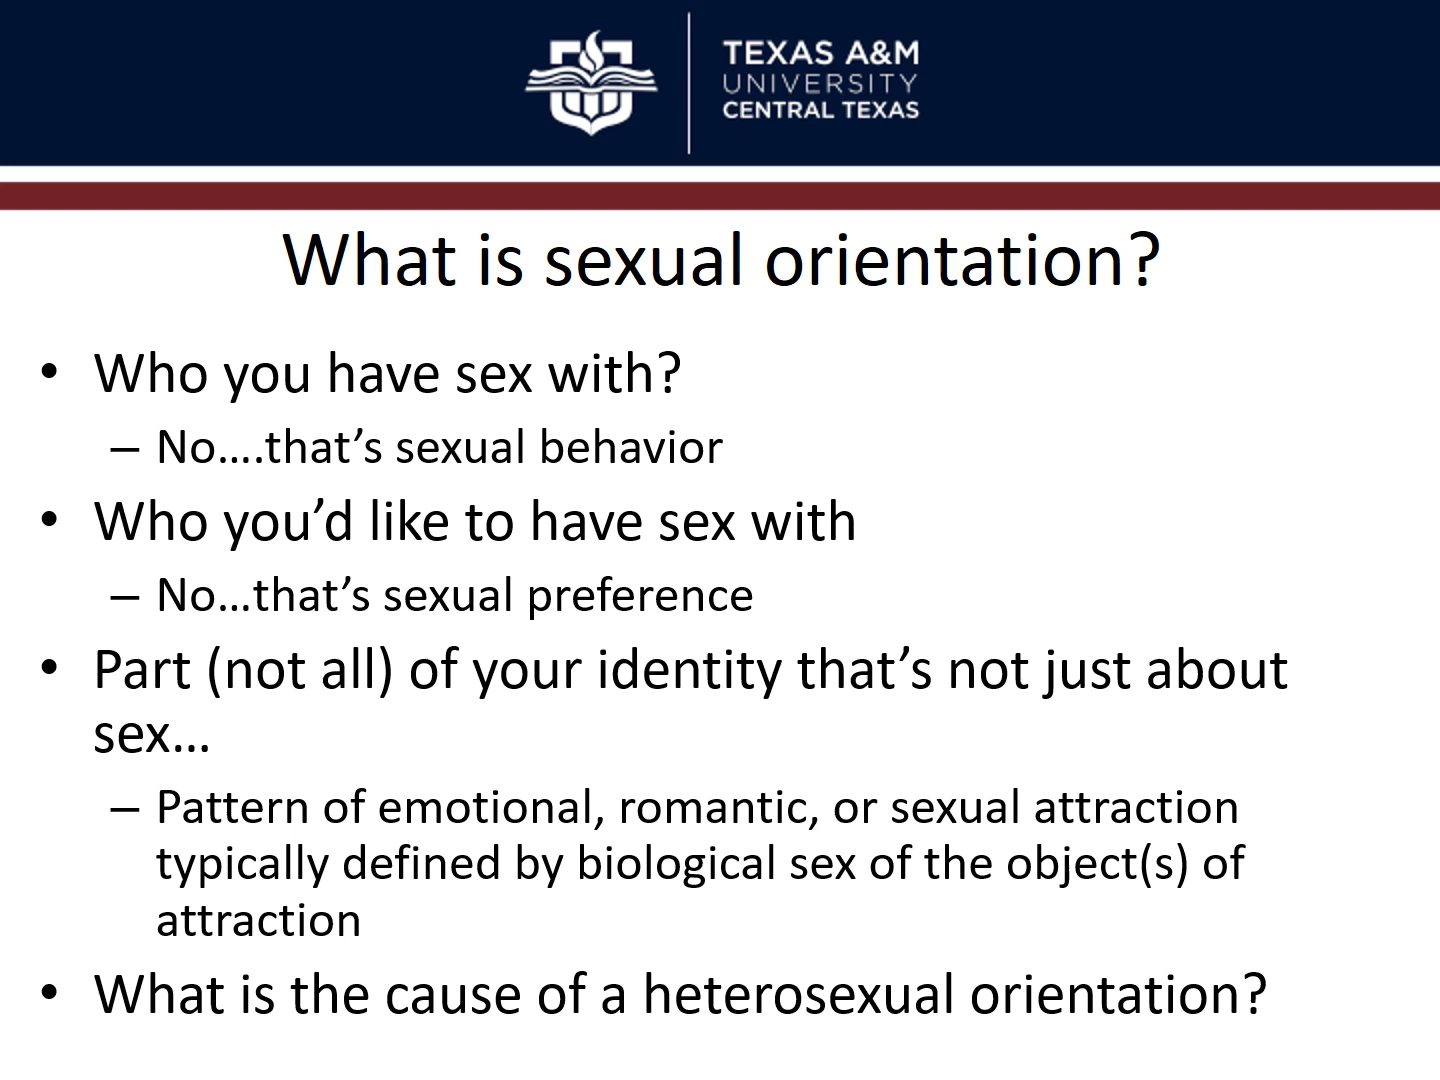 TEXAS A&M
UNIVERSITY
CENTRAL TEXAS
What is sexual orientation?
• Who you have sex with?
– No….that’s sexual behavior
• Who you’d like to have sex with
– No…that’s sexual preference
• Part (not all) of your identity that’s not just about
sex…
– Pattern of emotional, romantic, or sexual attraction
typically defined by biological sex of the object(s) of
attraction
• What is the cause of a heterosexual orientation?